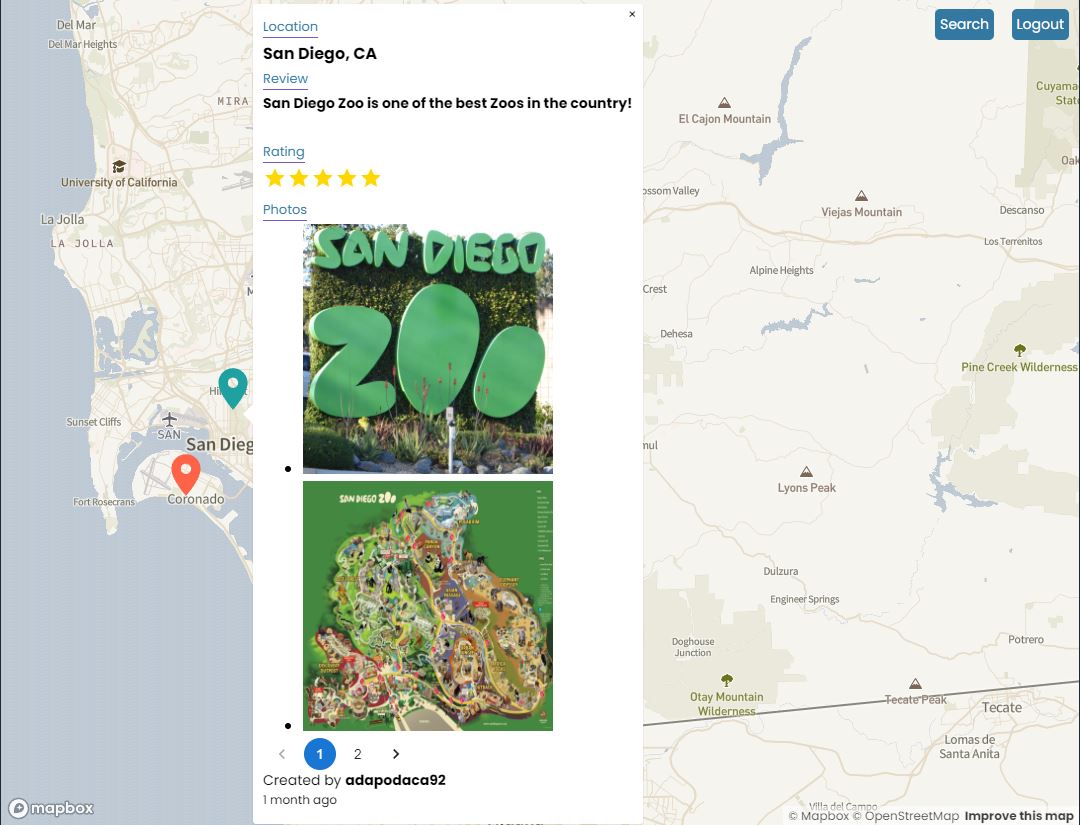 ×
Location
San Diego, CA
Review
San Diego Zoo is one of the best Zoos in the country!
Rating
Photos
SAN DIEGO
ZOO
SAN DIEGO ZOO
1
2
Created by adapodaca92
1 month ago
Search
Logout
Del Mar
Del Mar Heights
MIRA
University of California
La Jolla
LA JOLLA
Sunset Cliffs
SAN
San Dieg
Coronado
Fort Rosecrans
El Cajon Mountain
Cuyama
State
Oak
ossom Valley
Viejas Mountain
Descanso
Los Terrenitos
Alpine Heights
Crest
Dehesa
Pine Creek Wilderness
mul
Lyons Peak
Dulzura
Engineer Springs
Doghouse
Junction
Potrero
Otay Mountain
Wilderness
Tecate Peak
Tecate
Lomas de
Santa Anita
Villa del Campo
mapbox
© Mapbox © OpenStreetMap Improve this map